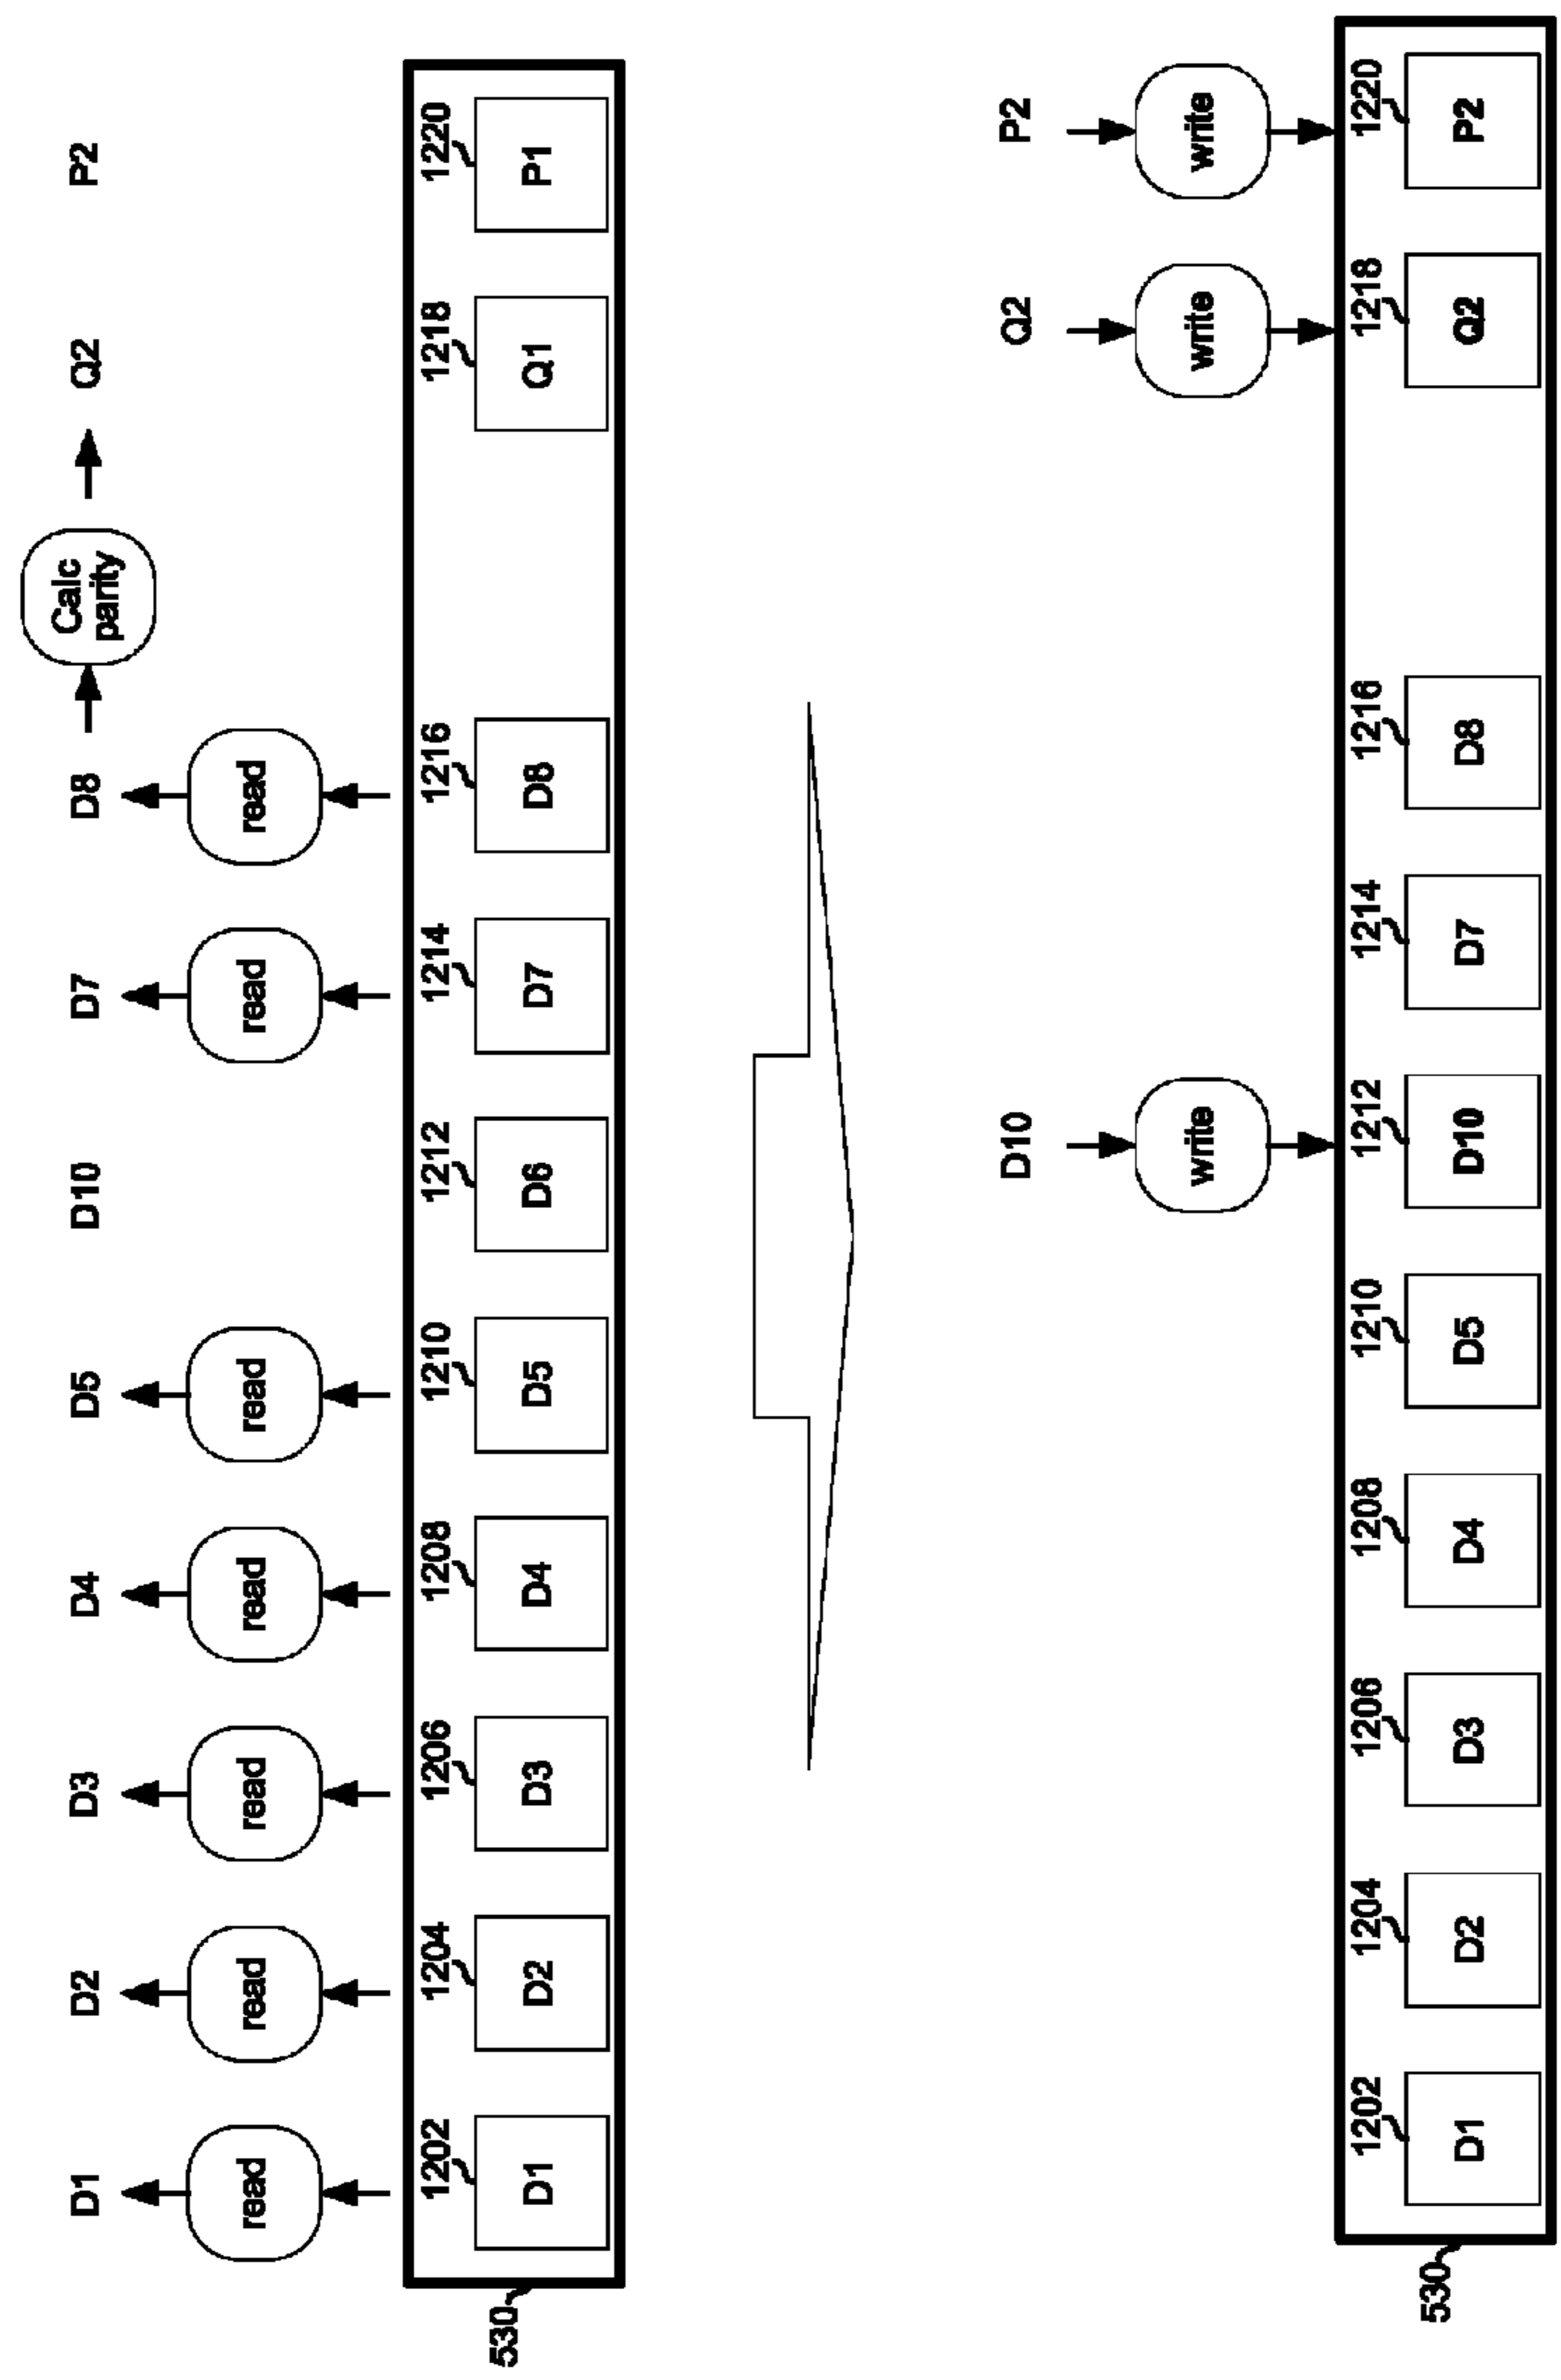 Calc
parity
D1 D2 D3 D4 D5 D10 D7 D8 Q2 P2
read read read read read read read
1202 1204 1206 1208 1210 1212 1214 1216 1218 1220
D1 D2 D3 D4 D5 D6 D7 D8 Q1 P1
530
D10 Q2 P2
write write write
1202 1204 1206 1208 1210 1212 1214 1216 1218 1220
D1 D2 D3 D4 D5 D10 D7 D8 Q2 P2
530